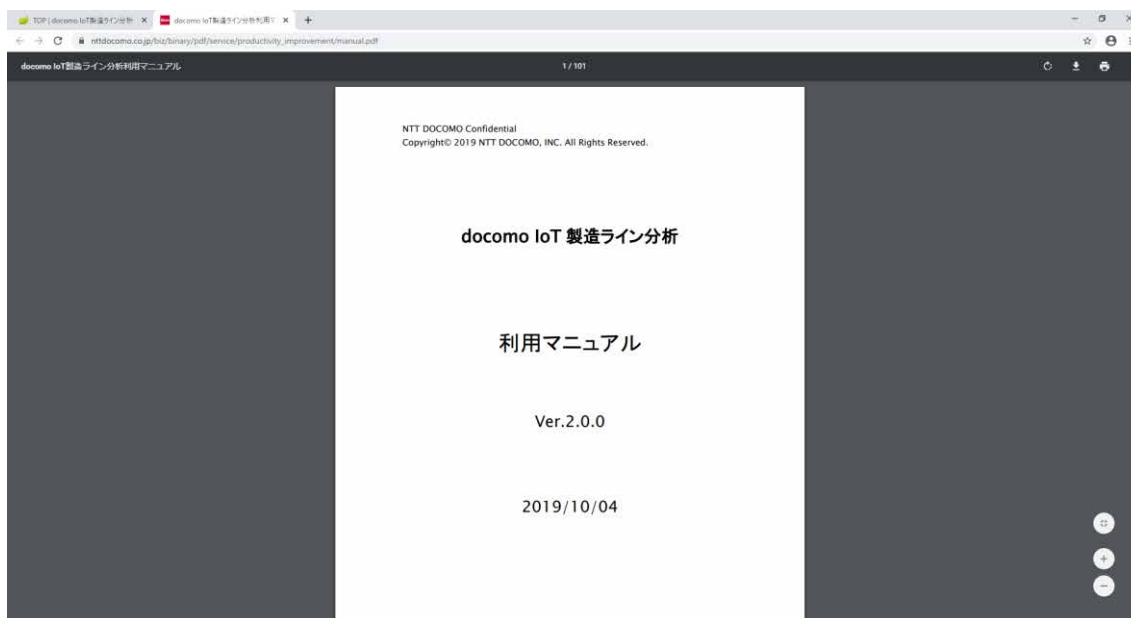 TOP | docomo IoT製造ライン分析
docomo IoT製造ライン分析利用マ
nttdocomo.co.jp/biz/binary/pdf/service/productivity_improvement/manual.pdf
docomo IoT製造ライン分析利用マニュアル
1 / 101
NTT DOCOMO Confidential
Copyright© 2019 NTT DOCOMO, INC. All Rights Reserved.
docomo IoT 製造ライン分析
利用マニュアル
Ver.2.0.0
2019/10/04